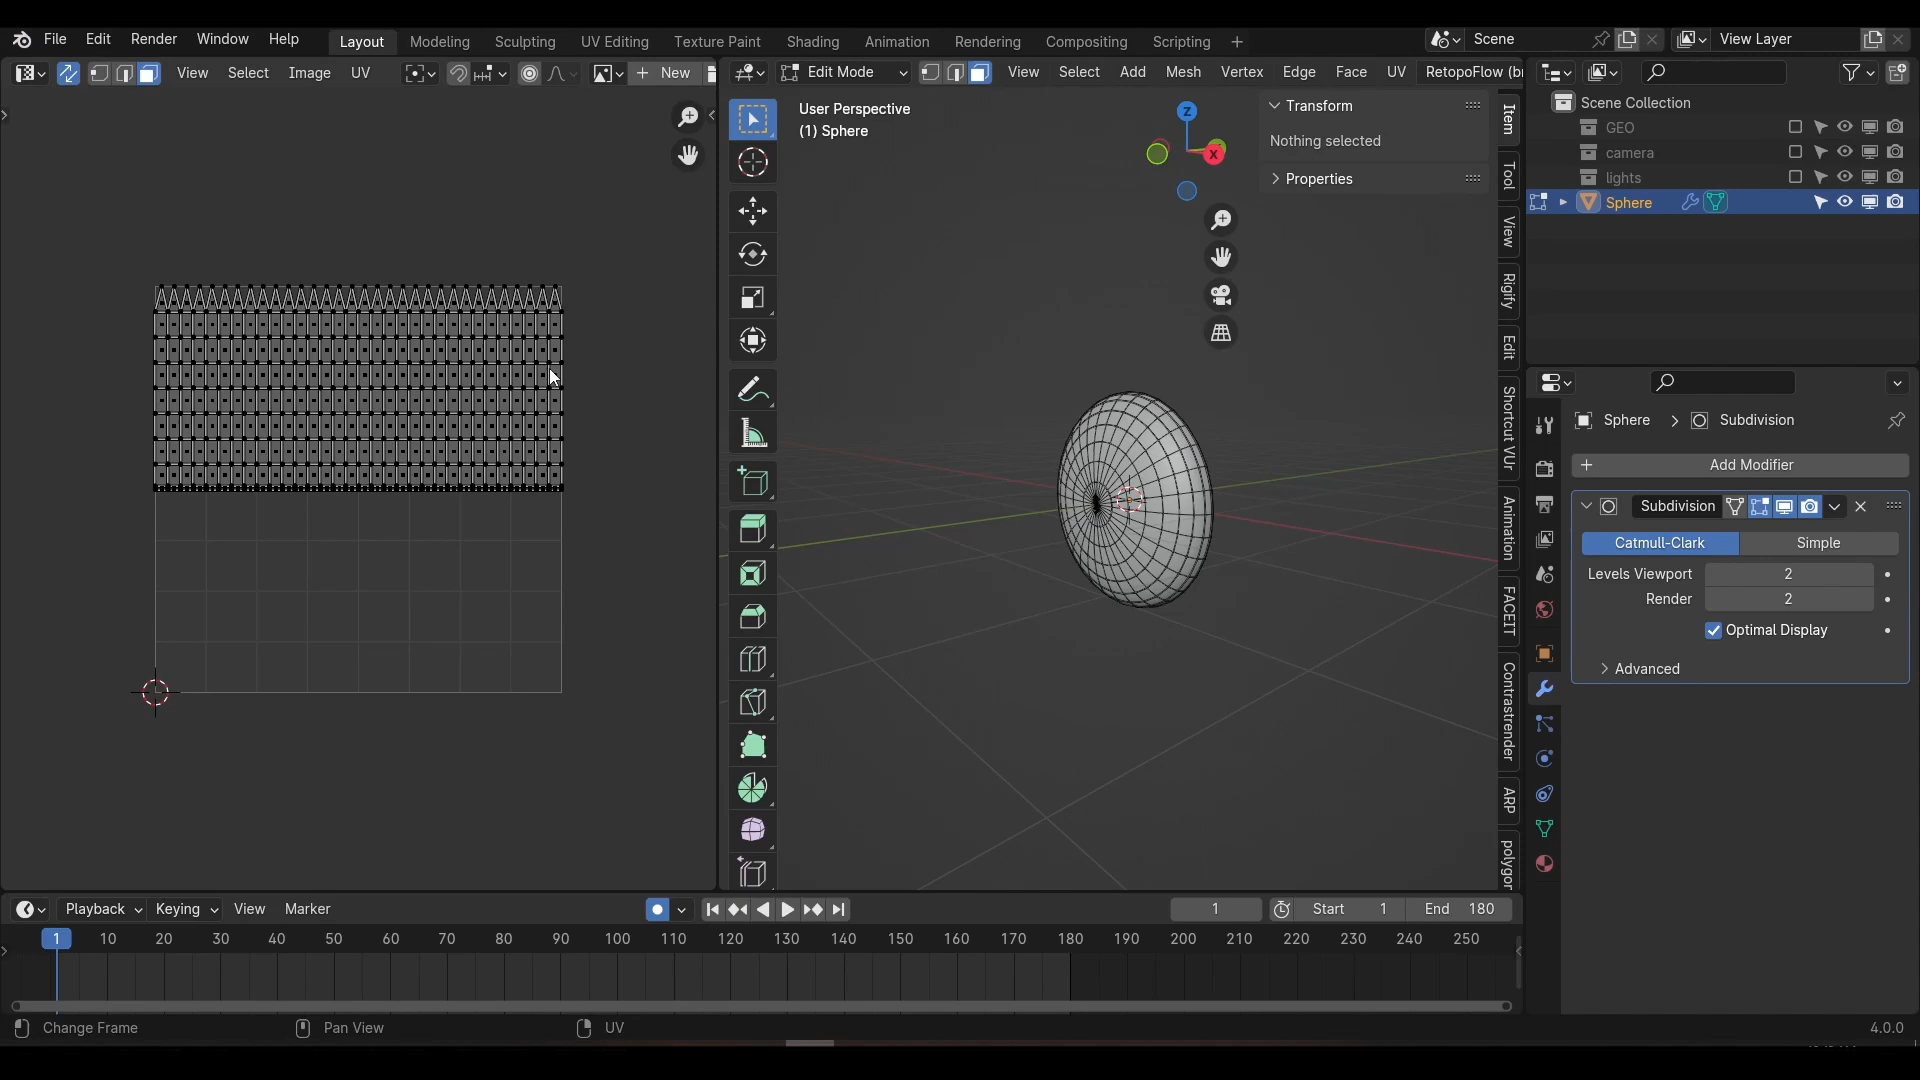 File Edit Render Window Help Layout Modeling Sculpting UV Editing Texture Paint Shading Animation Rendering Compositing Scripting + Scene View Layer
View Select Image UV + New Edit Mode View Select Add Mesh Vertex Edge Face UV RetopoFlow (br
User Perspective
(1) Sphere
Z
X
Transform
Nothing selected
Properties
Item
Tool
View
Rigify
Edit
Shortcut VUr
Animation
FACEIT
Contrastrender
ARP
polygor
Scene Collection
GEO
camera
lights
Sphere
Sphere > Subdivision
+ Add Modifier
Subdivision
Catmull-Clark Simple
Levels Viewport 2
Render 2
Optimal Display
Advanced
Playback Keying View Marker 1 Start 1 End 180
1 10 20 30 40 50 60 70 80 90 100 110 120 130 140 150 160 170 180 190 200 210 220 230 240 250
Change Frame Pan View UV 4.0.0